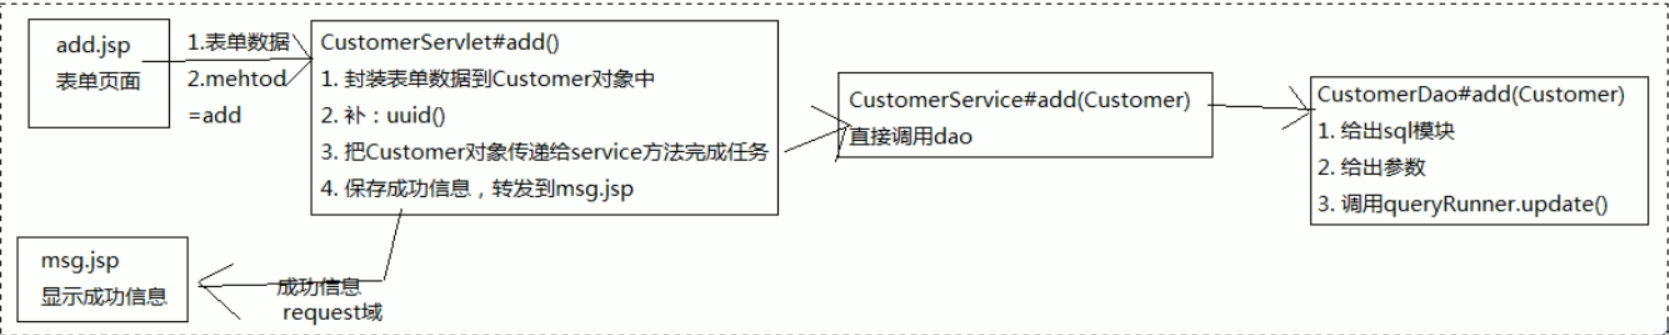 add.jsp
表单页面
1.表单数据
2.mehtod
=add
CustomerServlet#add()
1. 封装表单数据到Customer对象中
2. 补：uuid()
3. 把Customer对象传递给service方法完成任务
4. 保存成功信息，转发到msg.jsp
CustomerService#add(Customer)
直接调用dao
CustomerDao#add(Customer)
1. 给出sql模块
2. 给出参数
3. 调用queryRunner.update()
msg.jsp
显示成功信息
成功信息
request域